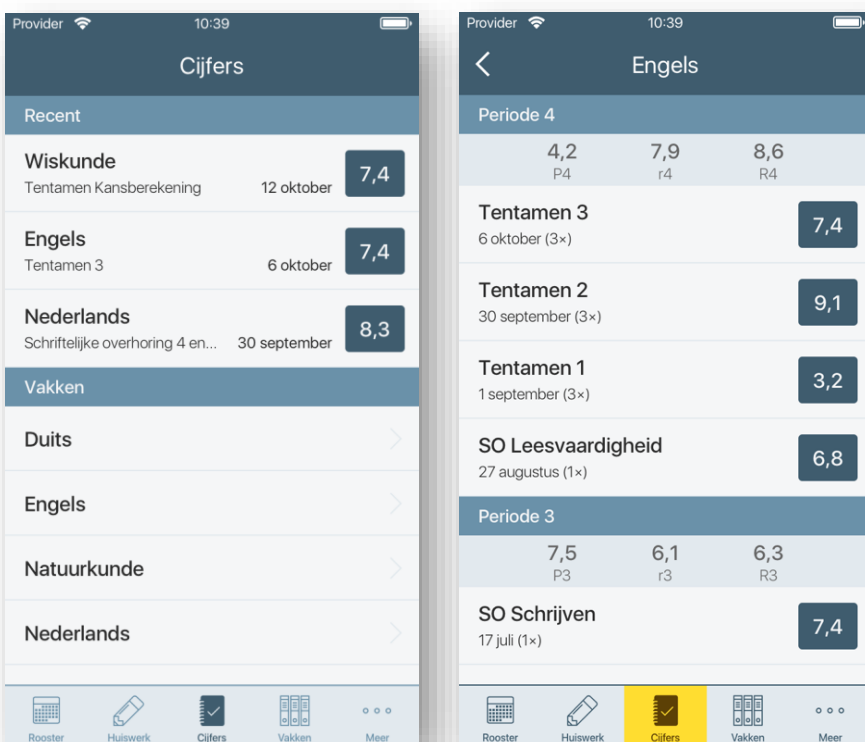 Provider 10:39
Cijfers
Recent
Wiskunde
Tentamen Kansberekening 12 oktober 7,4
Engels
Tentamen 3 6 oktober 7,4
Nederlands
Schriftelijke overhoring 4 en... 30 september 8,3
Vakken
Duits
Engels
Natuurkunde
Nederlands
Rooster Huiswerk Cijfers Vakken Meer
Provider 10:39
Engels
Periode 4
4,2 7,9 8,6
P4 r4 R4
Tentamen 3
6 oktober (3×) 7,4
Tentamen 2
30 september (3×) 9,1
Tentamen 1
1 september (3×) 3,2
SO Leesvaardigheid
27 augustus (1×) 6,8
Periode 3
7,5 6,1 6,3
P3 r3 R3
SO Schrijven
17 juli (1×) 7,4
Rooster Huiswerk Cijfers Vakken Meer